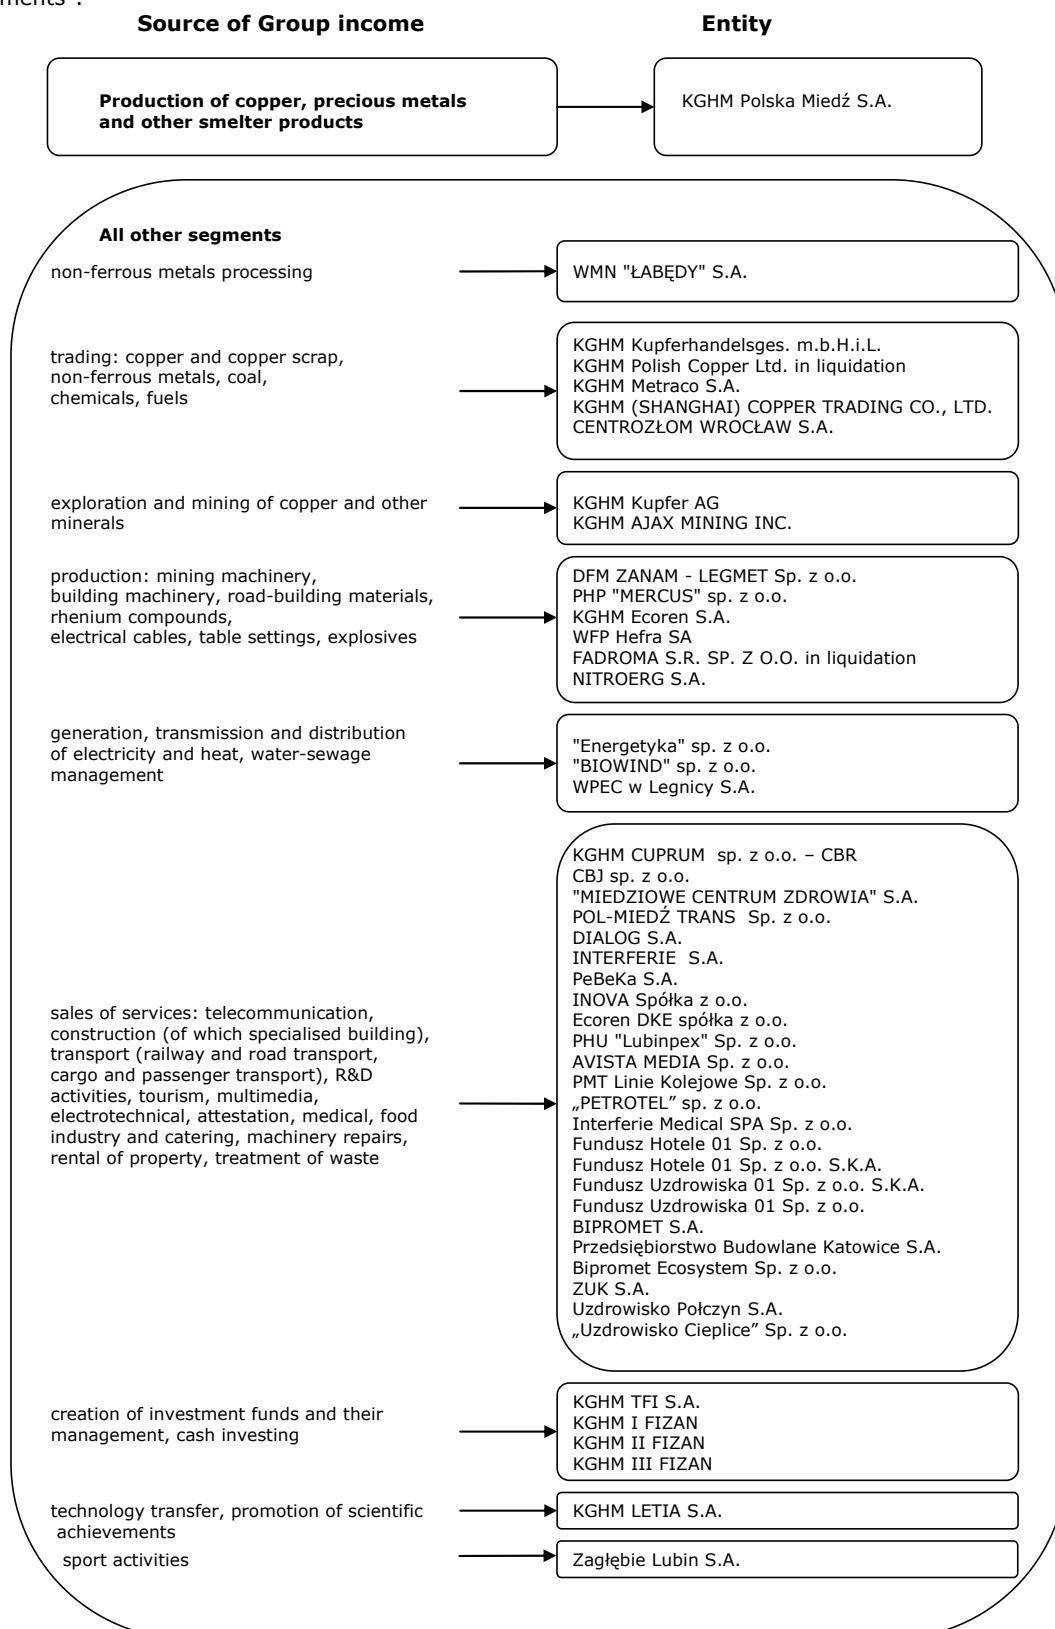 ments".
Source of Group income
Entity
Production of copper, precious metals
and other smelter products
KGHM Polska Miedź S.A.
All other segments
non-ferrous metals processing
WMN "ŁABĘDY" S.A.
trading: copper and copper scrap,
non-ferrous metals, coal,
chemicals, fuels
KGHM Kupferhandelsges. m.b.H.i.L.
KGHM Polish Copper Ltd. in liquidation
KGHM Metraco S.A.
KGHM (SHANGHAI) COPPER TRADING CO., LTD.
CENTROZŁOM WROCŁAW S.A.
exploration and mining of copper and other
minerals
KGHM Kupfer AG
KGHM AJAX MINING INC.
production: mining machinery,
building machinery, road-building materials,
rhenium compounds,
electrical cables, table settings, explosives
DFM ZANAM - LEGMET Sp. z o.o.
PHP "MERCUS" sp. z o.o.
KGHM Ecoren S.A.
WFP Hefra SA
FADROMA S.R. SP. Z O.O. in liquidation
NITROERG S.A.
generation, transmission and distribution
of electricity and heat, water-sewage
management
"Energetyka" sp. z o.o.
"BIOWIND" sp. z o.o.
WPEC w Legnicy S.A.
sales of services: telecommunication,
construction (of which specialised building),
transport (railway and road transport,
cargo and passenger transport), R&D
activities, tourism, multimedia,
electrotechnical, attestation, medical, food
industry and catering, machinery repairs,
rental of property, treatment of waste
KGHM CUPRUM sp. z o.o. – CBR
CBJ sp. z o.o.
"MIEDZIOWE CENTRUM ZDROWIA" S.A.
POL-MIEDŹ TRANS Sp. z o.o.
DIALOG S.A.
INTERFERIE S.A.
PeBeKa S.A.
INOVA Spółka z o.o.
Ecoren DKE spółka z o.o.
PHU "Lubinpex" Sp. z o.o.
AVISTA MEDIA Sp. z o.o.
PMT Linie Kolejowe Sp. z o.o.
„PETROTEL” sp. z o.o.
Interferie Medical SPA Sp. z o.o.
Fundusz Hotele 01 Sp. z o.o.
Fundusz Hotele 01 Sp. z o.o. S.K.A.
Fundusz Uzdrowiska 01 Sp. z o.o. S.K.A.
Fundusz Uzdrowiska 01 Sp. z o.o.
BIPROMET S.A.
Przedsiębiorstwo Budowlane Katowice S.A.
Bipromet Ecosystem Sp. z o.o.
ZUK S.A.
Uzdrowisko Połczyn S.A.
„Uzdrowisko Cieplice” Sp. z o.o.
creation of investment funds and their
management, cash investing
KGHM TFI S.A.
KGHM I FIZAN
KGHM II FIZAN
KGHM III FIZAN
technology transfer, promotion of scientific
achievements
KGHM LETIA S.A.
sport activities
Zagłębie Lubin S.A.